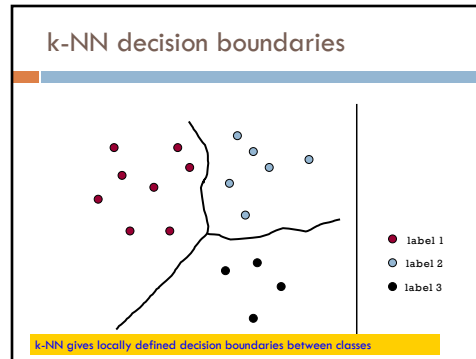 k-NN decision boundaries
label 1
label 2
label 3
k-NN gives locally defined decision boundaries between classes